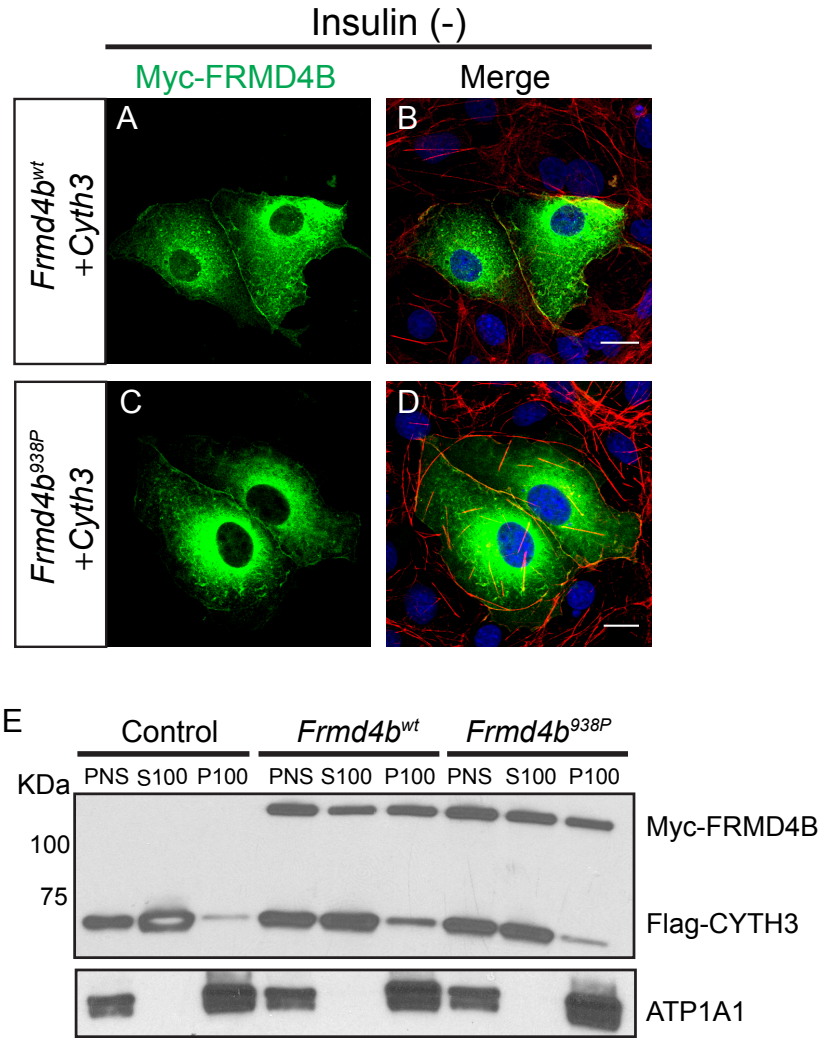 Insulin (-)
Myc-FRMD4B Merge
Frmd4b^wt
+Cyth3
A B
Frmd4b^938P
+Cyth3
C D
E
Control Frmd4b^wt Frmd4b^938P
KDa PNS S100 P100 PNS S100 P100 PNS S100 P100
Myc-FRMD4B
100
75
Flag-CYTH3
ATP1A1